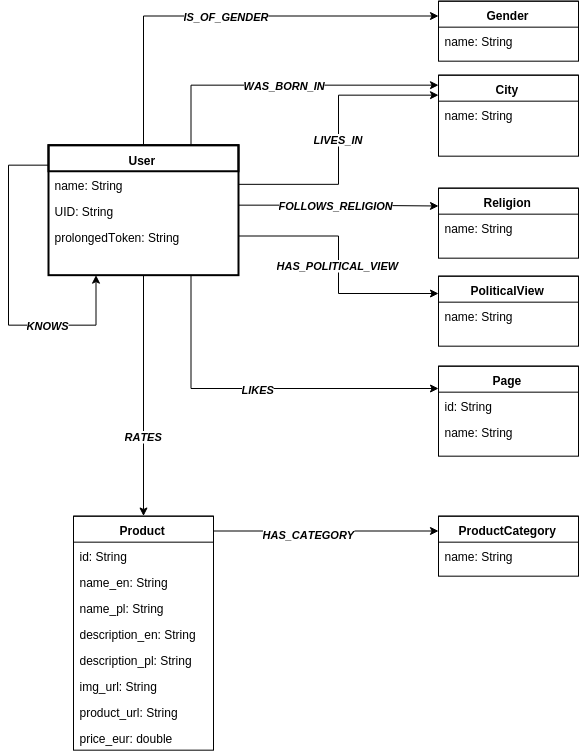 IS_OF_GENDER
Gender
name: String
WAS_BORN_IN
City
name: String
LIVES_IN
User
name: String
UID: String
prolongedToken: String
FOLLOWS_RELIGION
Religion
name: String
HAS_POLITICAL_VIEW
PoliticalView
name: String
KNOWS
LIKES
Page
id: String
name: String
RATES
Product
id: String
name_en: String
name_pl: String
description_en: String
description_pl: String
img_url: String
product_url: String
price_eur: double
HAS_CATEGORY
ProductCategory
name: String